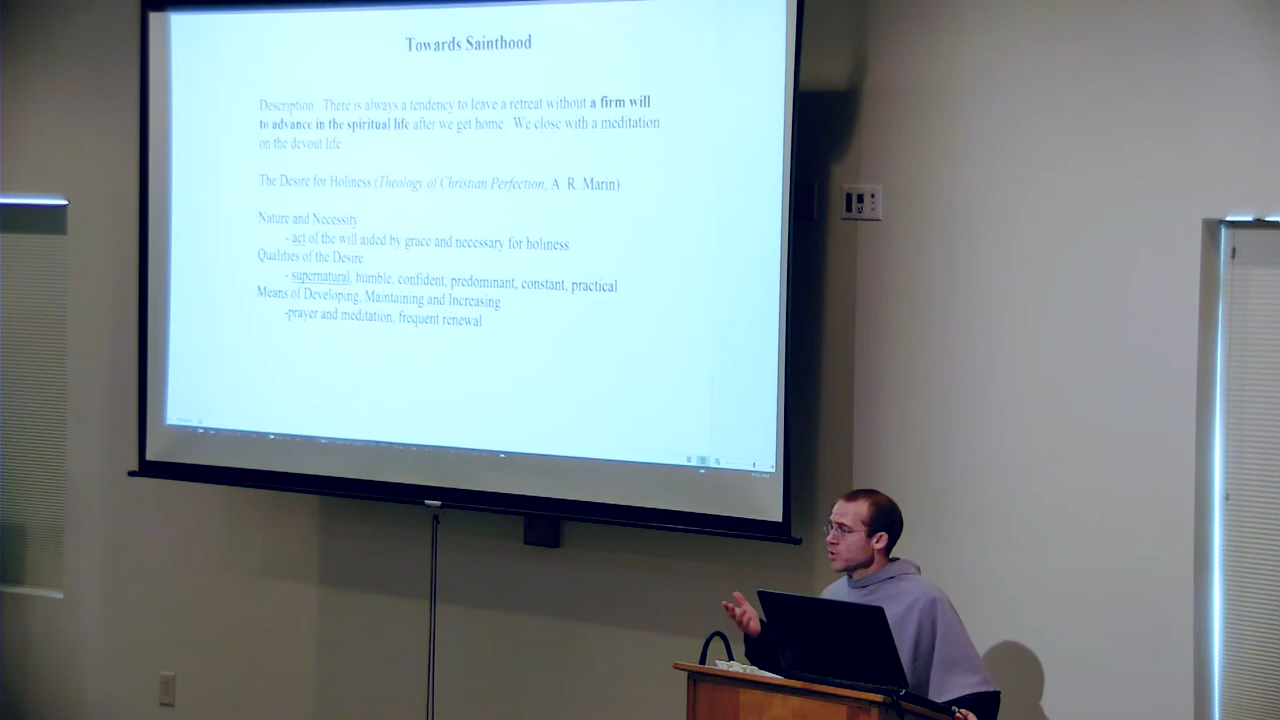 Towards Sainthood
Description There is always a tendency to leave a retreat without a firm will
to advance in the spiritual life after we get home. We close with a meditation
on the devout life
The Desire for Holiness (Theology of Christian Perfection, A. R. Marin)
Nature and Necessity
- act of the will aided by grace and necessary for holiness
Qualities of the Desire
- supernatural, humble, confident, predominant, constant, practical
Means of Developing, Maintaining and Increasing
-prayer and meditation, frequent renewal